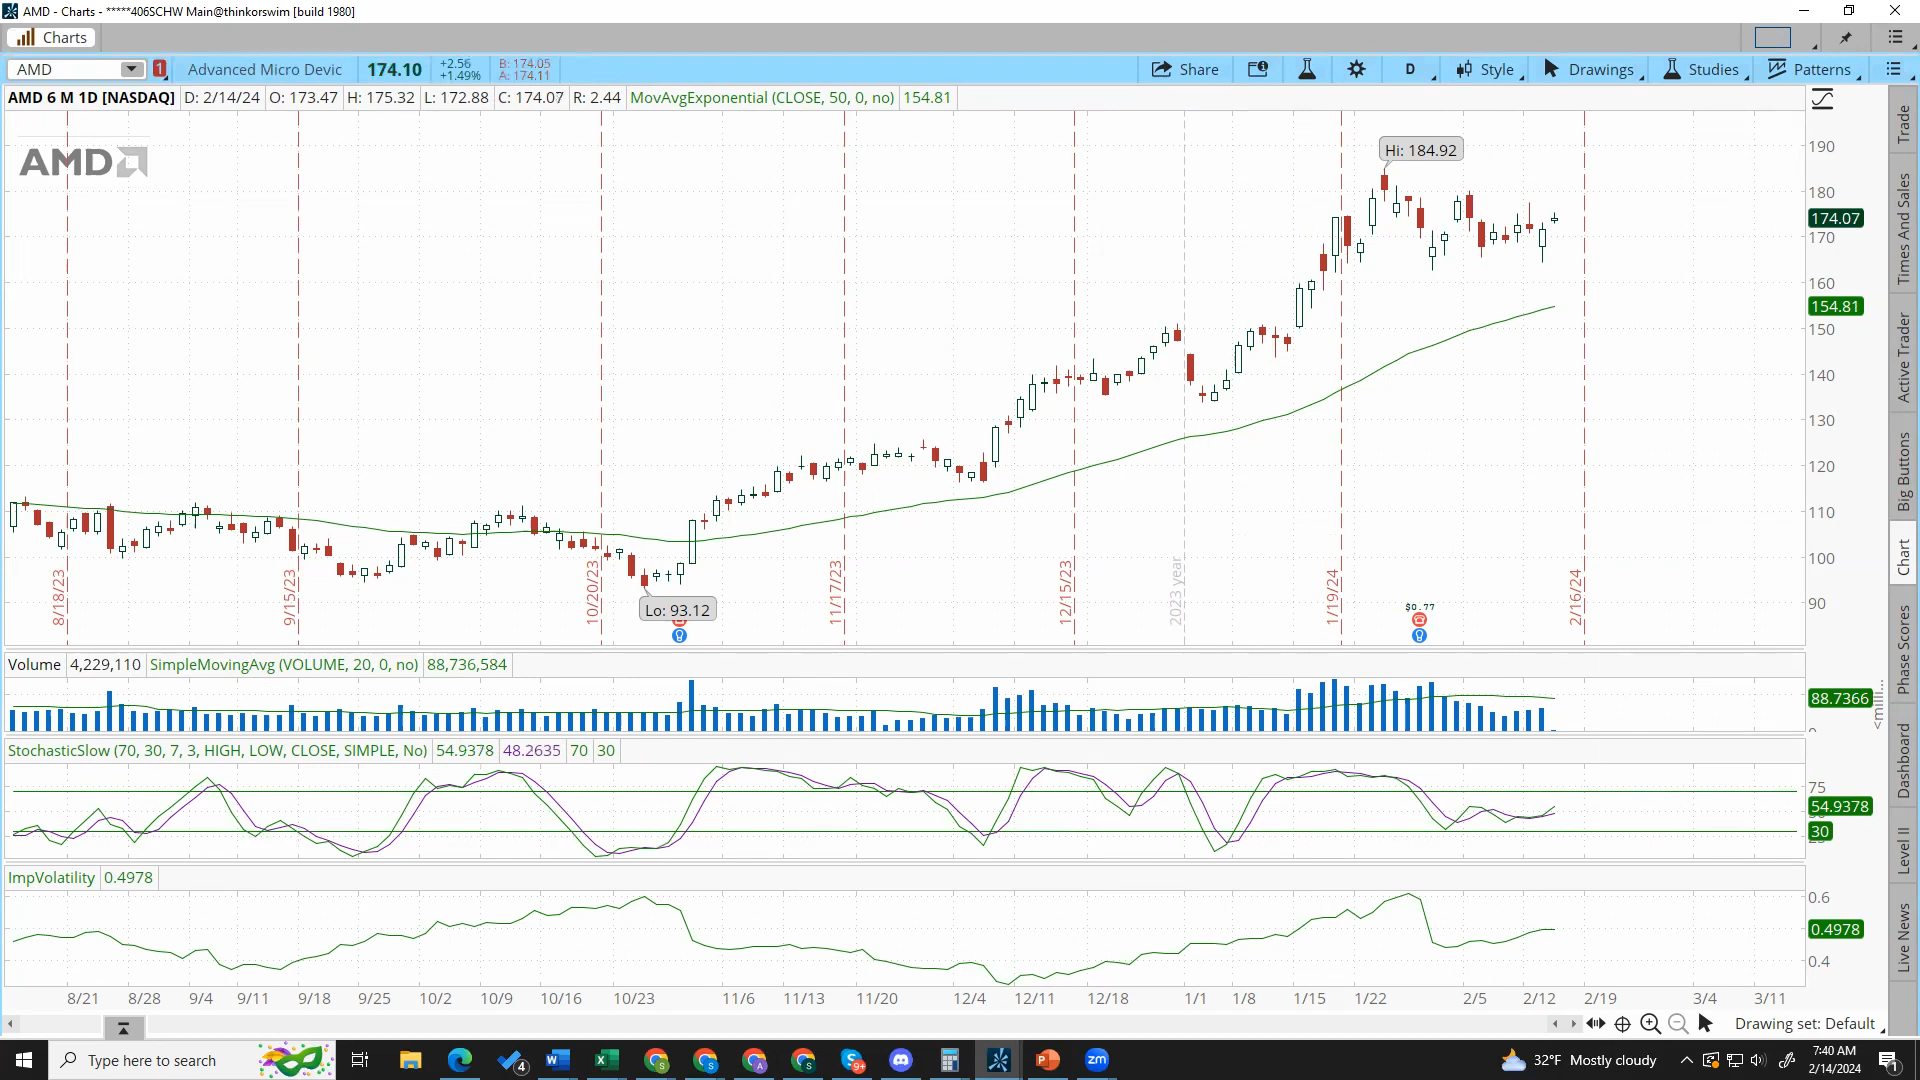 AMD - Charts - *****406SCHW Main@thinkorswim [build 1980]
Charts
AMD 1 Advanced Micro Devic 174.10 +2.56 +1.49% B: 174.05 A: 174.11 Share D Style Drawings Studies Patterns
AMD 6 M 1D [NASDAQ] D: 2/14/24 O: 173.47 H: 175.32 L: 172.88 C: 174.07 R: 2.44 MovAvgExponential (CLOSE, 50, 0, no) 154.81
AMD
Hi: 184.92
Lo: 93.12
190
180
174.07
170
160
154.81
150
140
130
120
110
100
90
8/18/23
9/15/23
10/20/23
11/17/23
12/15/23
2023 year
1/19/24
2/16/24
$0.77
Volume 4,229,110 SimpleMovingAvg (VOLUME, 20, 0, no) 88,736,584
88.7366
<mill...
0
StochasticSlow (70, 30, 7, 3, HIGH, LOW, CLOSE, SIMPLE, No) 54.9378 48.2635 70 30
75
54.9378
30
25
ImpVolatility 0.4978
0.6
0.4978
0.4
8/21 8/28 9/4 9/11 9/18 9/25 10/2 10/9 10/16 10/23 11/6 11/13 11/20 12/4 12/11 12/18 1/1 1/8 1/15 1/22 2/5 2/12 2/19 3/4 3/11
Drawing set: Default
Trade
Times And Sales
Active Trader
Big Buttons
Chart
Phase Scores
Dashboard
Level II
Live News
Type here to search
4
W
X
S
S
A
S
9+
P
zm
32°F Mostly cloudy
7:40 AM
2/14/2024
1